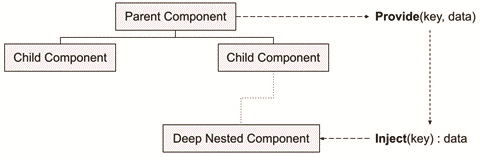 Parent Component
Provide(key, data)
Child Component
Child Component
Deep Nested Component
Inject(key) : data